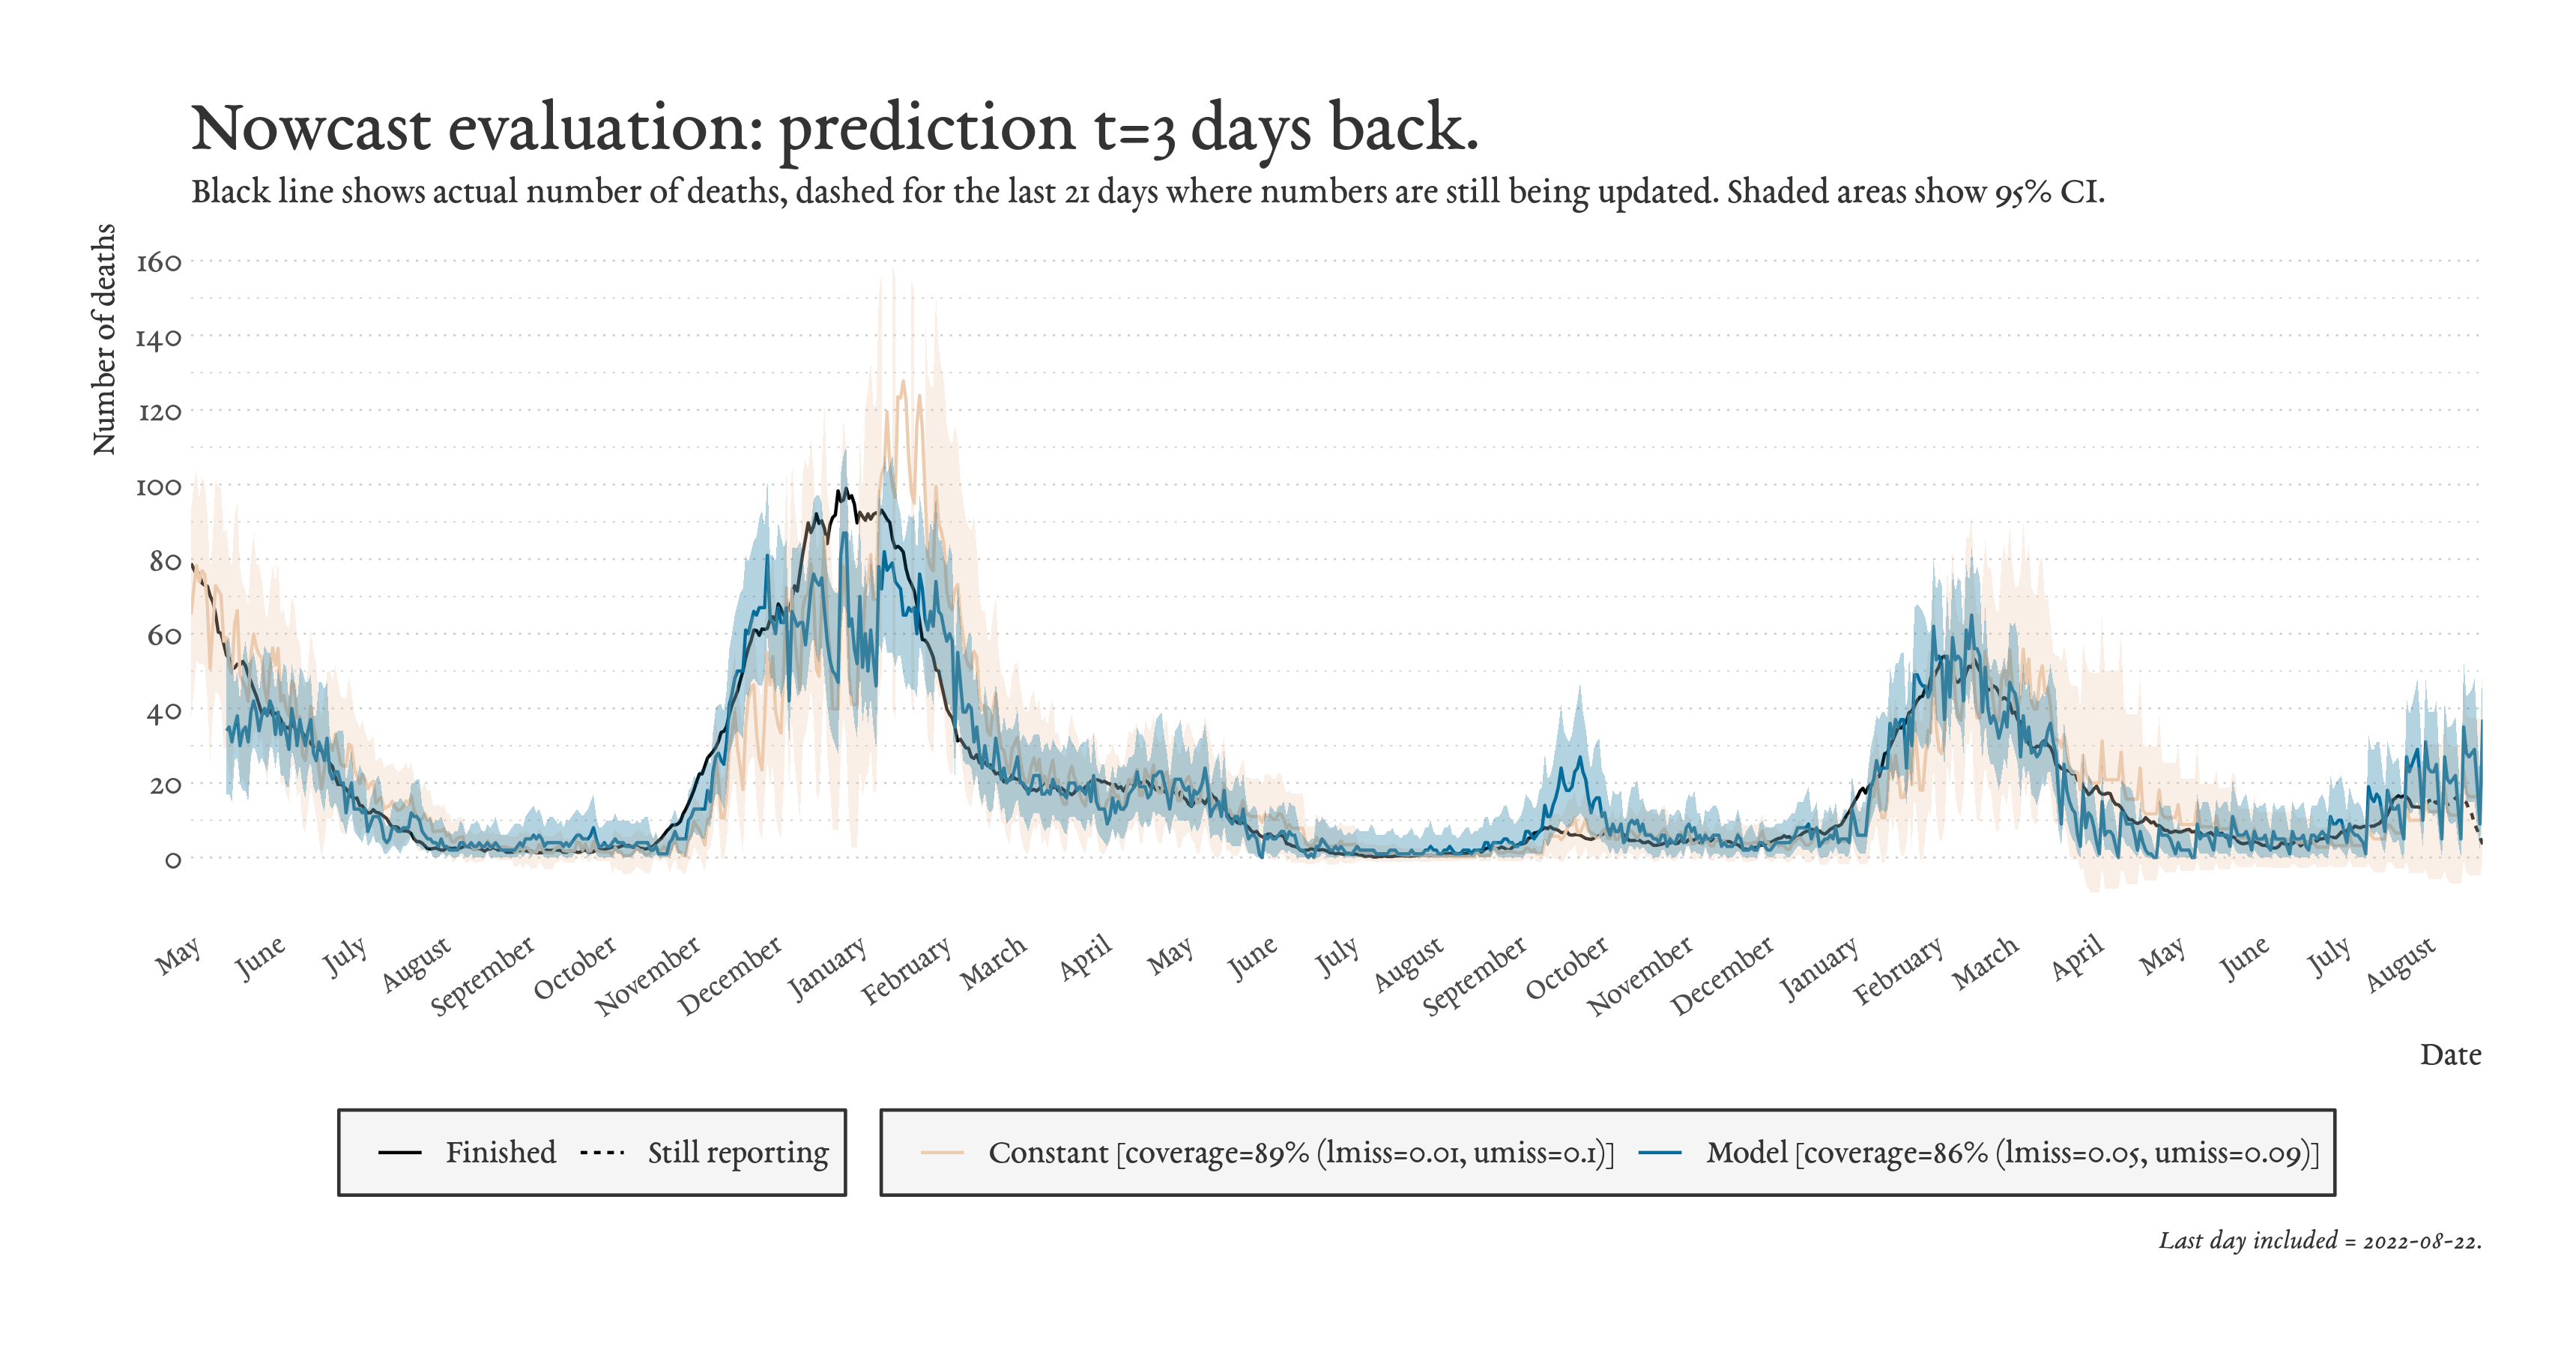 Nowcast evaluation: prediction t=3 days back.
Black line shows actual number of deaths, dashed for the last 21 days where numbers are still being updated. Shaded areas show 95% CI.
Number of deaths
160
140
120
100
80
60
40
20
0
May
June
July
August
September
October
November
December
January
February
March
April
May
June
July
August
September
October
November
December
January
February
March
April
May
June
July
August
Date
Finished
Still reporting
Constant [coverage=89% (lmiss=0.01, umiss=0.1)]
Model [coverage=86% (lmiss=0.05, umiss=0.09)]
Last day included = 2022-08-22.